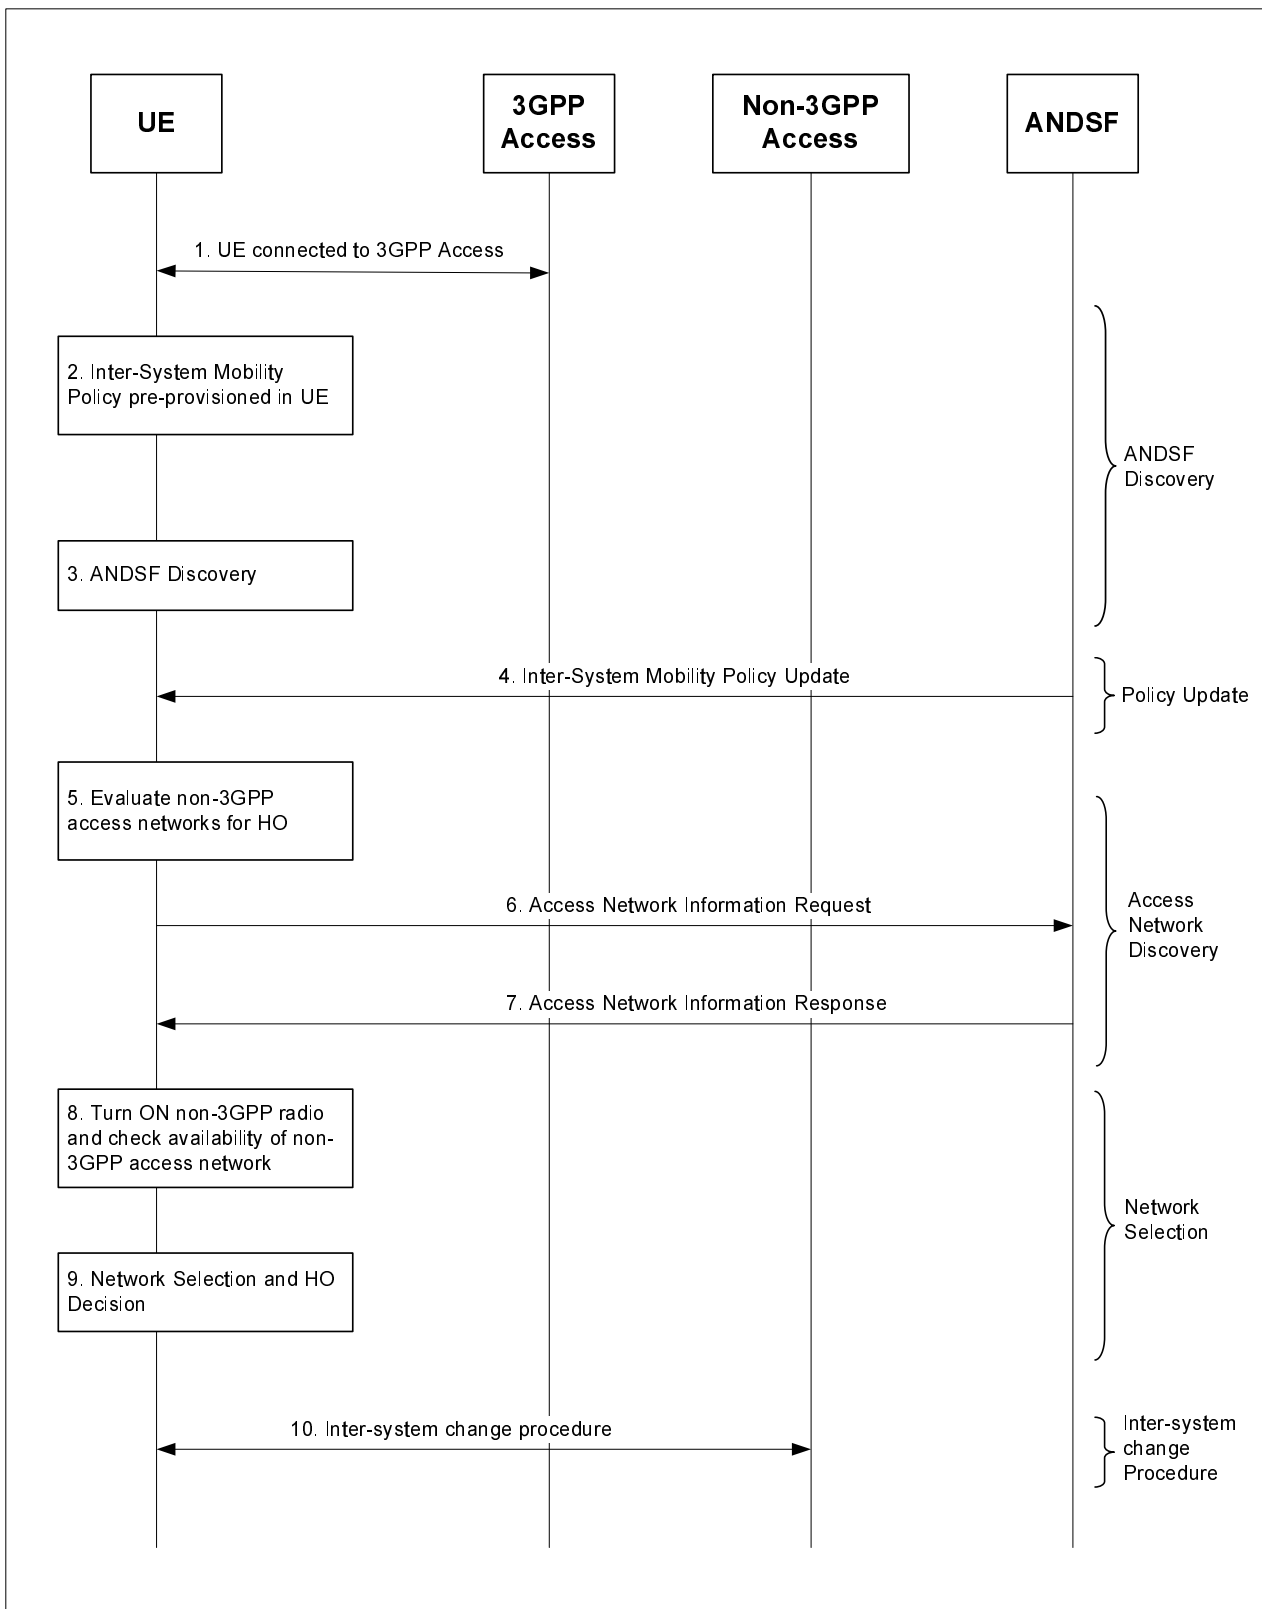 UE
3GPP
Access
Non-3GPP
Access
ANDSF
1. UE connected to 3GPP Access
2. Inter-System Mobility
Policy pre-provisioned in UE
ANDSF
Discovery
3. ANDSF Discovery
4. Inter-System Mobility Policy Update
Policy Update
5. Evaluate non-3GPP
access networks for HO
6. Access Network Information Request
Access
Network
Discovery
7. Access Network Information Response
8. Turn ON non-3GPP radio
and check availability of non-
3GPP access network
Network
Selection
9. Network Selection and HO
Decision
10. Inter-system change procedure
Inter-system
change
Procedure